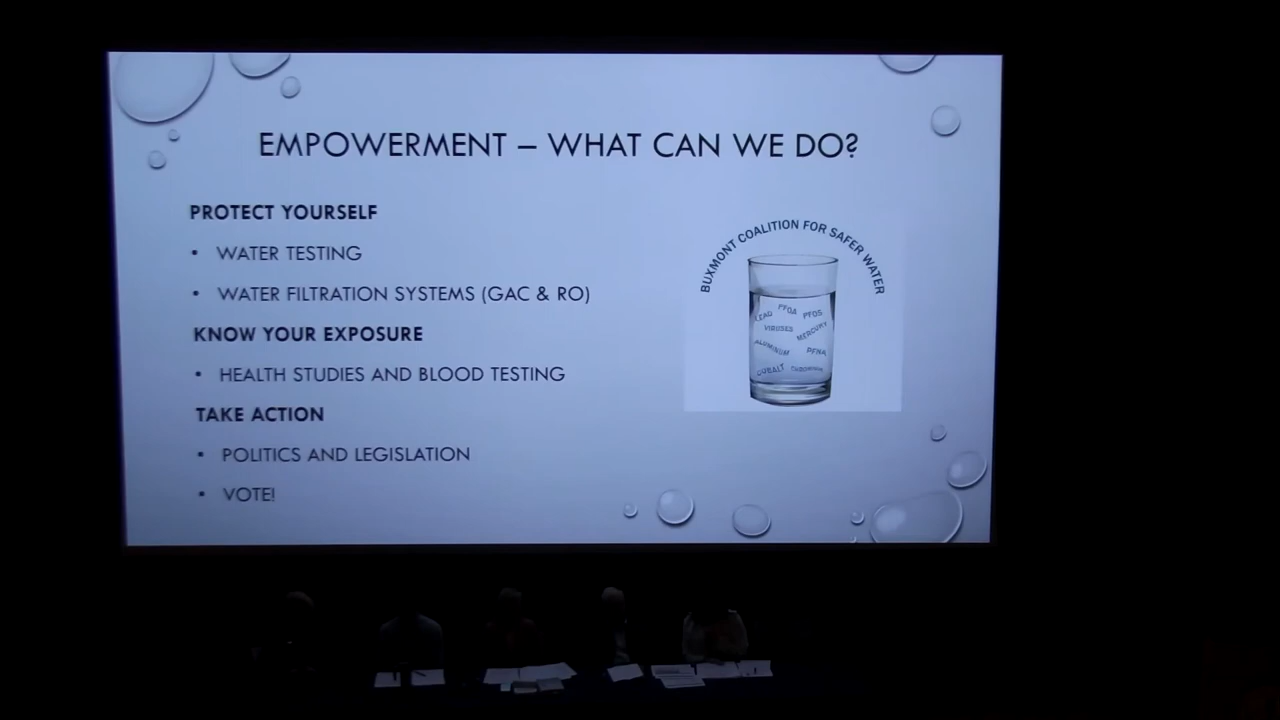 EMPOWERMENT – WHAT CAN WE DO?
PROTECT YOURSELF
• WATER TESTING
• WATER FILTRATION SYSTEMS (GAC & RO)
KNOW YOUR EXPOSURE
• HEALTH STUDIES AND BLOOD TESTING
TAKE ACTION
• POLITICS AND LEGISLATION
• VOTE!
BUXMONT COALITION FOR SAFER WATER
LEAD PFOA PFOS
VIRUSES MERCURY
ALUMINUM PFNA
COBALT